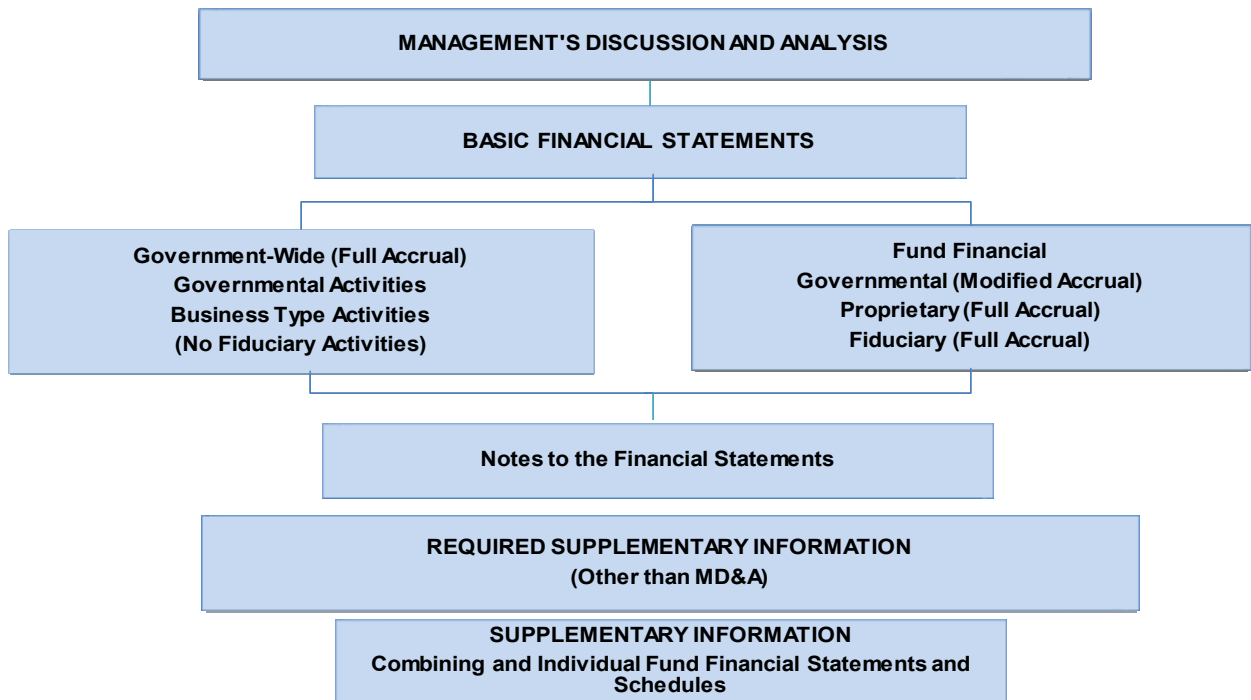 MANAGEMENT'S DISCUSSION AND ANALYSIS
BASIC FINANCIAL STATEMENTS
Government-Wide (Full Accrual)
Governmental Activities
Business Type Activities
(No Fiduciary Activities)
Fund Financial
Governmental (Modified Accrual)
Proprietary (Full Accrual)
Fiduciary (Full Accrual)
Notes to the Financial Statements
REQUIRED SUPPLEMENTARY INFORMATION
(Other than MD&A)
SUPPLEMENTARY INFORMATION
Combining and Individual Fund Financial Statements and
Schedules